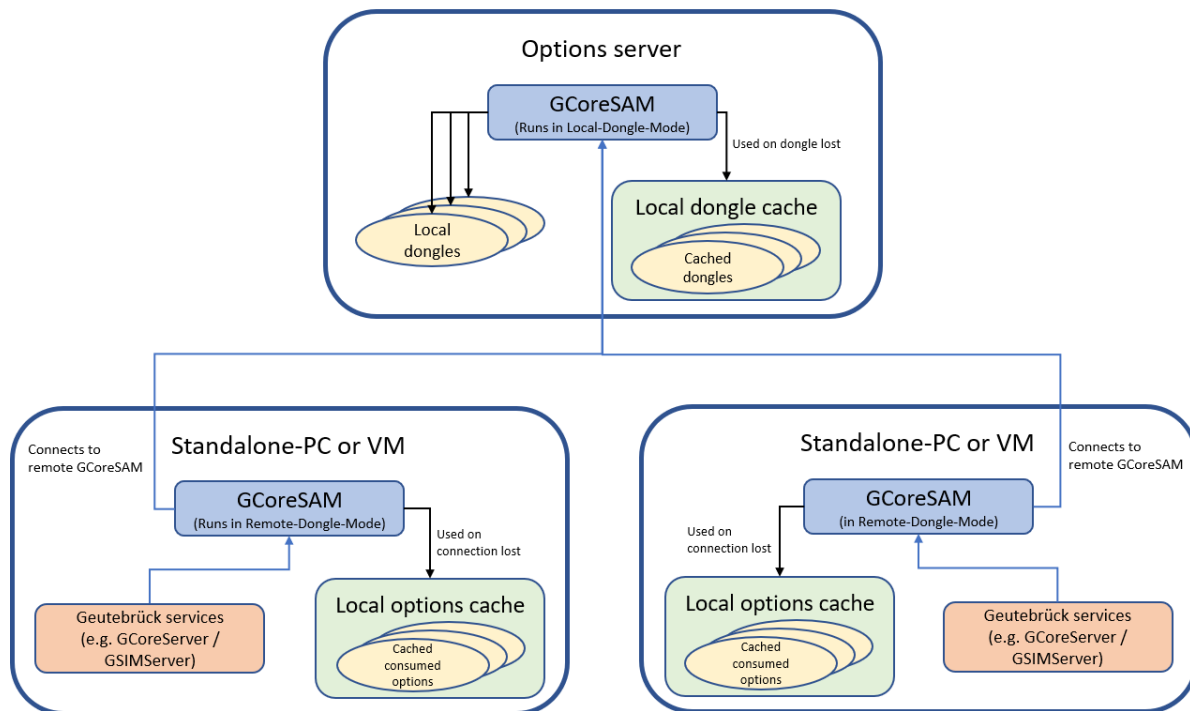 Options server
GCoreSAM
(Runs in Local-Dongle-Mode)
Used on dongle lost
Local
dongles
Local dongle cache
Cached
dongles
Connects to
remote GCoreSAM
Standalone-PC or VM
GCoreSAM
(Runs in Remote-Dongle-Mode)
Used on
connection lost
Geutebrück services
(e.g. GCoreServer /
GSIMServer)
Local options cache
Cached
consumed
options
Standalone-PC or VM
Connects to
remote GCoreSAM
GCoreSAM
(in Remote-Dongle-Mode)
Used on
connection lost
Local options cache
Cached
consumed
options
Geutebrück services
(e.g. GCoreServer /
GSIMServer)